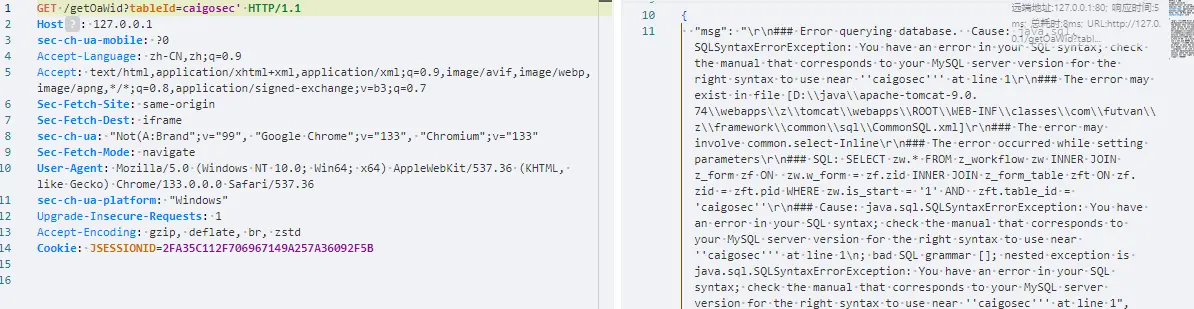 1 GET /getOaWid?tableId=caigosec' HTTP/1.1
2 Host ? : 127.0.0.1
3 sec-ch-ua-mobile: ?0
4 Accept-Language: zh-CN,zh;q=0.9
5 Accept: text/html,application/xhtml+xml,application/xml;q=0.9,image/avif,image/webp,
image/apng,*/*;q=0.8,application/signed-exchange;v=b3;q=0.7
6 Sec-Fetch-Site: same-origin
7 Sec-Fetch-Dest: iframe
8 sec-ch-ua: "Not(A:Brand";v="99", "Google Chrome";v="133", "Chromium";v="133"
9 Sec-Fetch-Mode: navigate
10 User-Agent: Mozilla/5.0 (Windows NT 10.0; Win64; x64) AppleWebKit/537.36 (KHTML,
like Gecko) Chrome/133.0.0.0 Safari/537.36
11 sec-ch-ua-platform: "Windows"
12 Upgrade-Insecure-Requests: 1
13 Accept-Encoding: gzip, deflate, br, zstd
14 Cookie: JSESSIONID=2FA35C112F706967149A257A36092F5B
15
16
远端地址:127.0.0.1:80; 响应时间:5
ms; 总耗时:8ms; URL:http://127.0.
0.1/getOaWid?tabl...
10 {
11 "msg": "\r\n### Error querying database. Cause: java.sql.
SQLSyntaxErrorException: You have an error in your SQL syntax; check
the manual that corresponds to your MySQL server version for the
right syntax to use near ''caigosec''' at line 1\r\n### The error may
exist in file [D:\\java\\apache-tomcat-9.0.
74\\webapps\\z\\tomcat\\webapps\\ROOT\\WEB-INF\\classes\\com\\futvan\\
z\\framework\\common\\sql\\CommonSQL.xml]\r\n### The error may
involve common.select-Inline\r\n### The error occurred while setting
parameters\r\n### SQL: SELECT zw.* FROM z_workflow zw INNER JOIN
z_form zf ON  zw.w_form = zf.zid INNER JOIN z_form_table zft ON zf.
zid = zft.pid WHERE zw.is_start = '1' AND  zft.table_id =
'caigosec''\r\n### Cause: java.sql.SQLSyntaxErrorException: You have
an error in your SQL syntax; check the manual that corresponds to
your MySQL server version for the right syntax to use near
''caigosec''' at line 1\n; bad SQL grammar []; nested exception is
java.sql.SQLSyntaxErrorException: You have an error in your SQL
syntax; check the manual that corresponds to your MySQL server
version for the right syntax to use near ''caigosec''' at line 1",